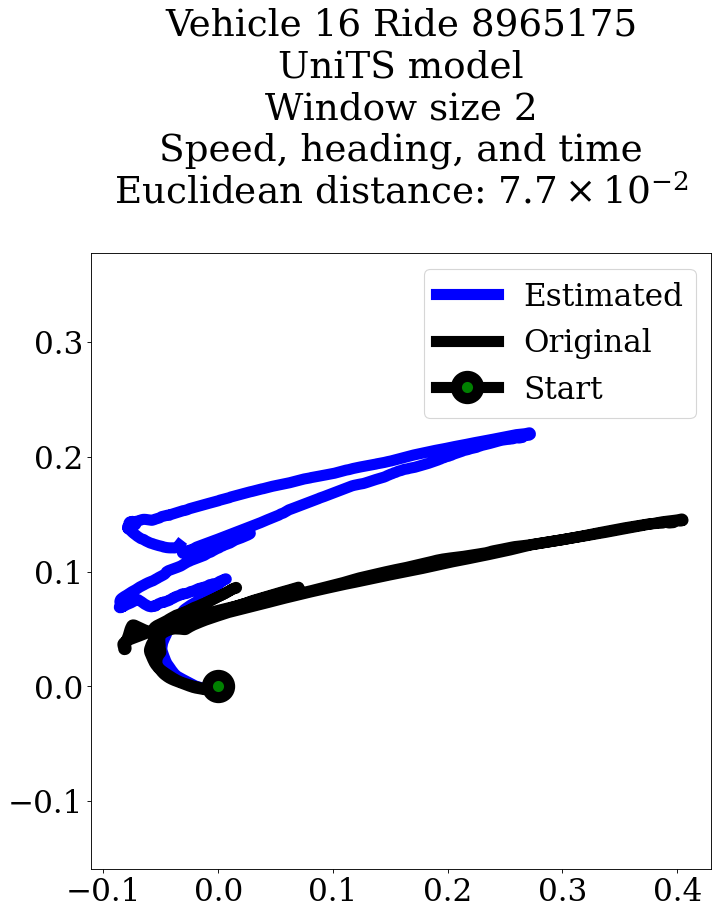 Vehicle 16 Ride 8965175
UniTS model
Window size 2
Speed, heading, and time
Euclidean distance: 7.7 × 10⁻²
Estimated
Original
Start
0.3
0.2
0.1
0.0
−0.1
−0.1 0.0 0.1 0.2 0.3 0.4